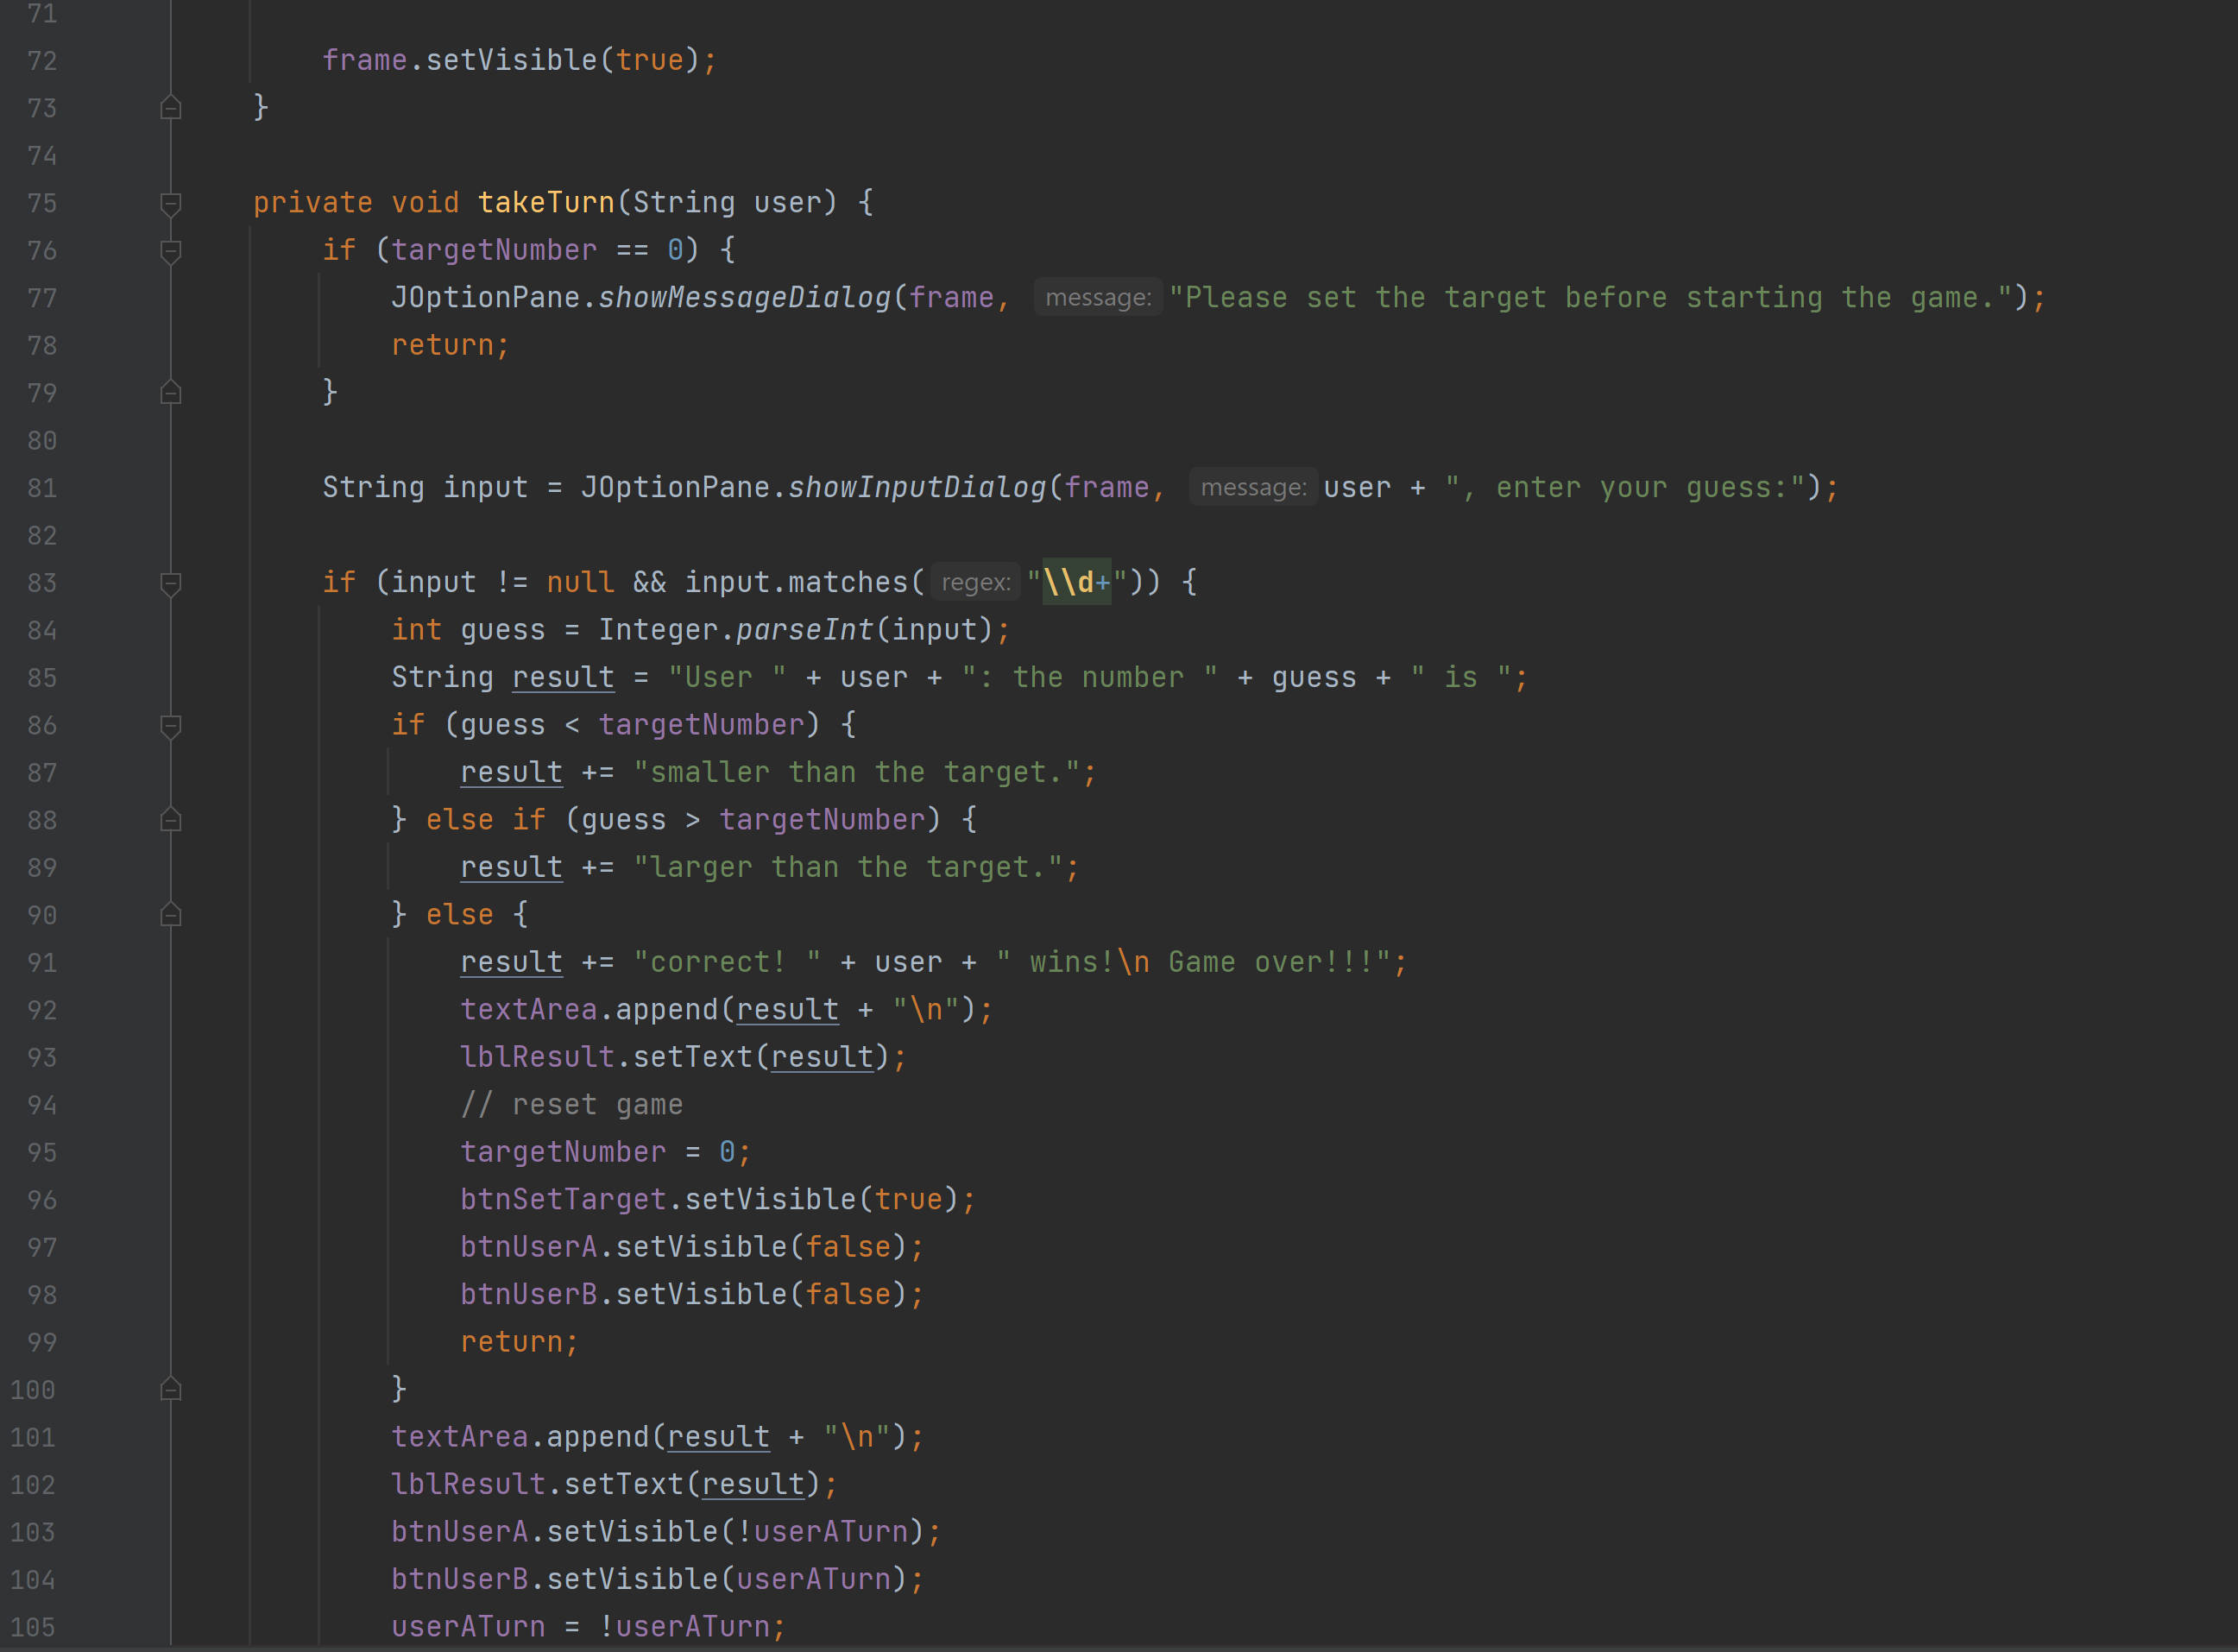 71
72 frame.setVisible(true);
73 }
74
75 private void takeTurn(String user) {
76 if (targetNumber == 0) {
77 JOptionPane.showMessageDialog(frame, message: "Please set the target before starting the game.");
78 return;
79 }
80
81 String input = JOptionPane.showInputDialog(frame, message: user + ", enter your guess:");
82
83 if (input != null && input.matches( regex: "\\d+")) {
84 int guess = Integer.parseInt(input);
85 String result = "User " + user + ": the number " + guess + " is ";
86 if (guess < targetNumber) {
87 result += "smaller than the target.";
88 } else if (guess > targetNumber) {
89 result += "larger than the target.";
90 } else {
91 result += "correct! " + user + " wins!\n Game over!!!";
92 textArea.append(result + "\n");
93 lblResult.setText(result);
94 // reset game
95 targetNumber = 0;
96 btnSetTarget.setVisible(true);
97 btnUserA.setVisible(false);
98 btnUserB.setVisible(false);
99 return;
100 }
101 textArea.append(result + "\n");
102 lblResult.setText(result);
103 btnUserA.setVisible(!userATurn);
104 btnUserB.setVisible(userATurn);
105 userATurn = !userATurn;